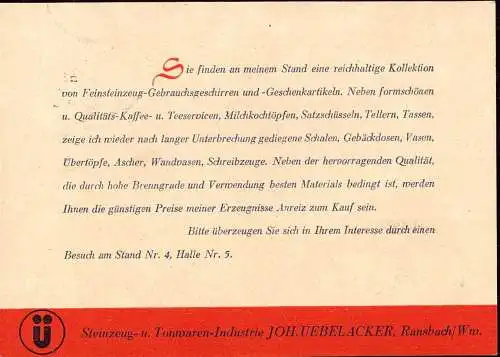 Sie finden an meinem Stand eine reichhaltige Kollektion
von Feinsteinzeug-Gebrauchsgeschirren und -Geschenkartikeln. Neben formschönen
u. Qualitäts-Kaffee- u. Teeservicen, Milchkochtöpfen, Satzschüsseln, Tellern, Tassen,
zeige ich wieder nach langer Unterbrechung gediegene Schalen, Gebäckdosen, Vasen,
Übertöpfe, Ascher, Wandvasen, Schreibzeuge. Neben der hervorragenden Qualität,
die durch hohe Brenngrade und Verwendung besten Materials bedingt ist, werden
Ihnen die günstigen Preise meiner Erzeugnisse Anreiz zum Kauf sein.
Bitte überzeugen Sie sich in Ihrem Interesse durch einen
Besuch am Stand Nr. 4, Halle Nr. 5.
Ü Steinzeug- u. Tonwaren-Industrie JOH. UEBELACKER, Ransbach/Ww.